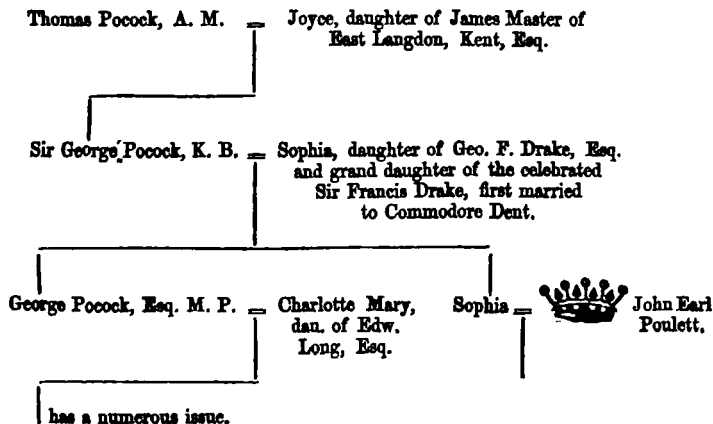 Thomas Pocock, A. M. = Joyce, daughter of James Master of
East Langdon, Kent, Esq.
Sir George Pocock, K. B. = Sophia, daughter of Geo. F. Drake, Esq.
and grand daughter of the celebrated
Sir Francis Drake, first married
to Commodore Dent.
George Pocock, Esq. M. P. = Charlotte Mary,
dau. of Edw.
Long, Esq.
Sophia = John Earl
Poulett.
has a numerous issue.